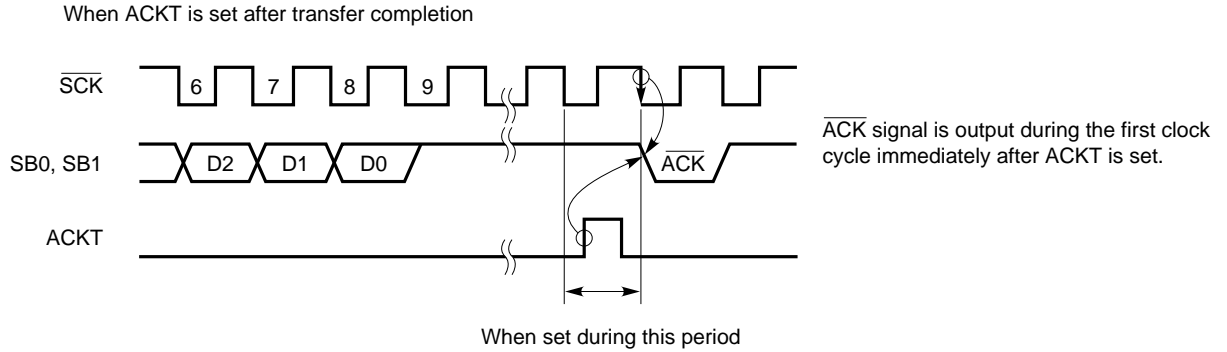 When ACKT is set after transfer completion
SCK
6
7
8
9
SB0, SB1
D2
D1
D0
ACK
ACK signal is output during the first clock
cycle immediately after ACKT is set.
ACKT
When set during this period